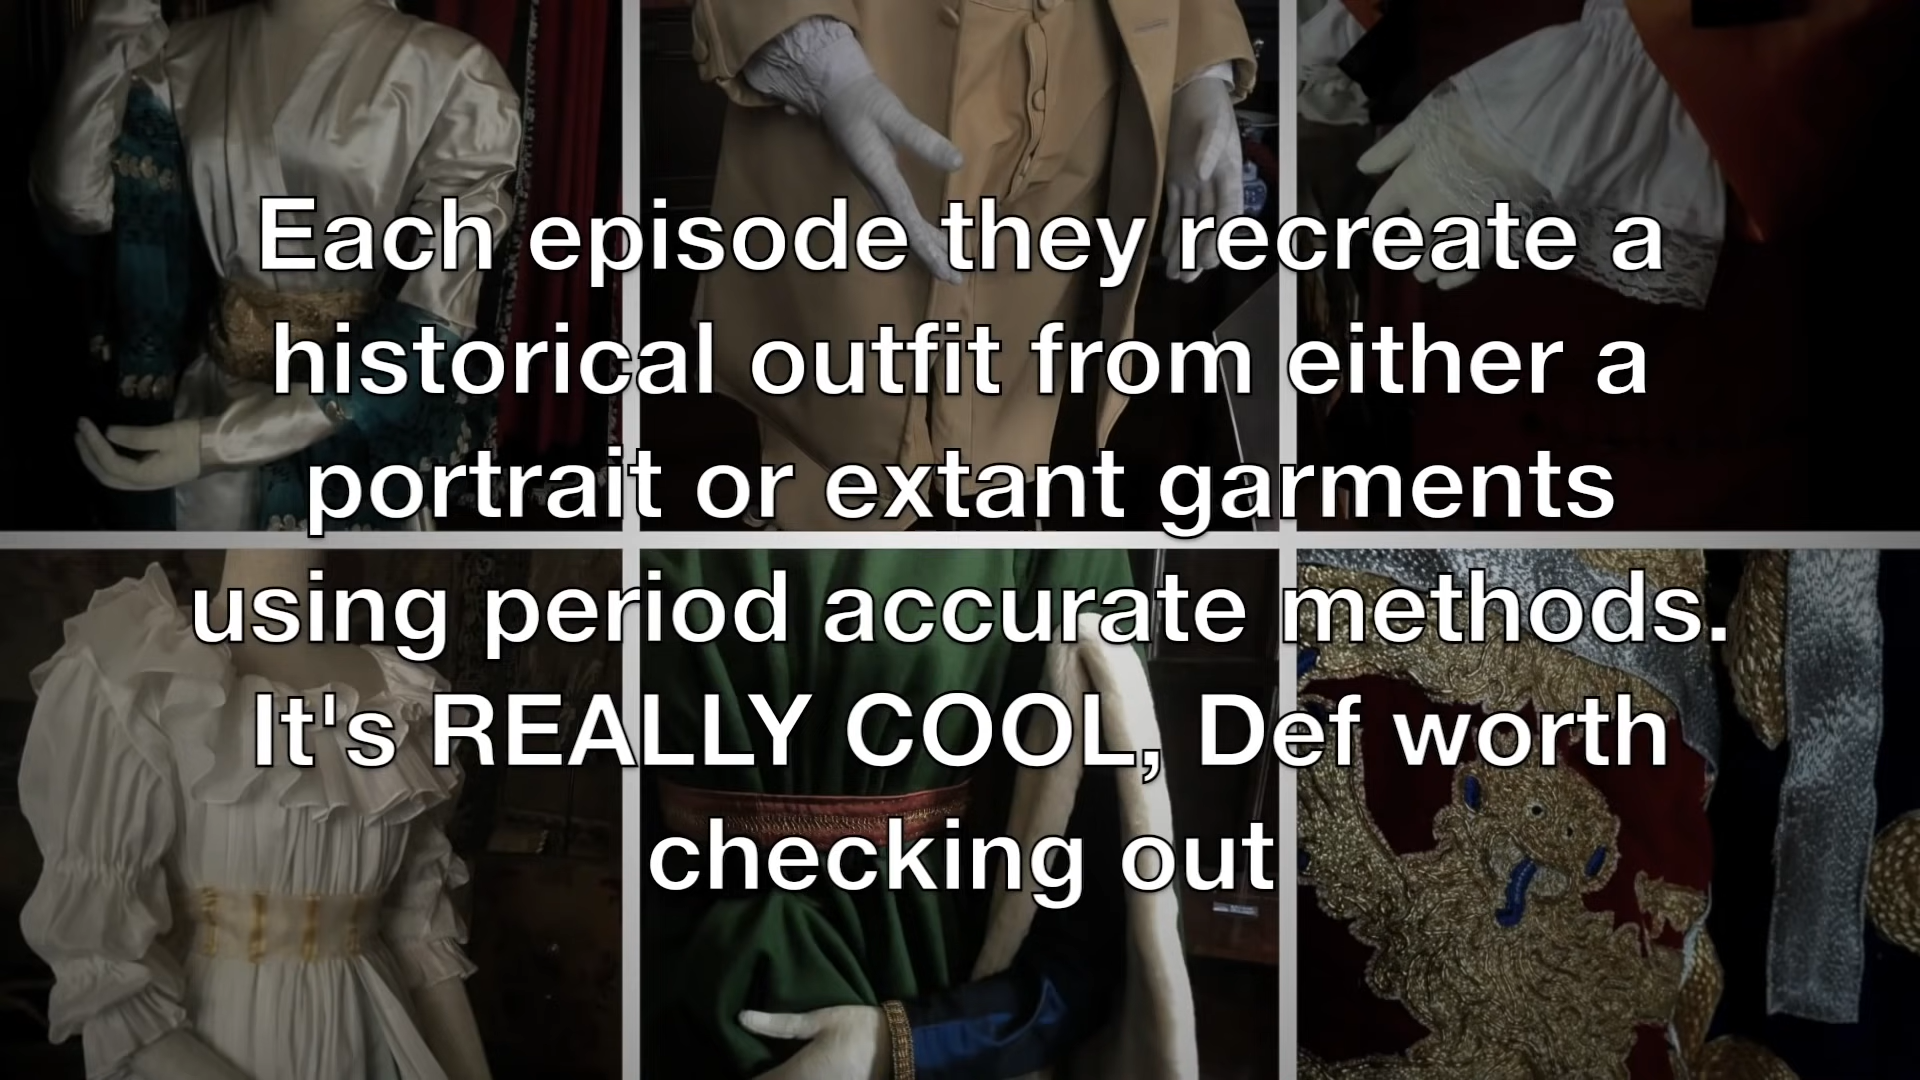 Each episode they recreate a
historical outfit from either a
portrait or extant garments
using period accurate methods.
It's REALLY COOL, Def worth
checking out